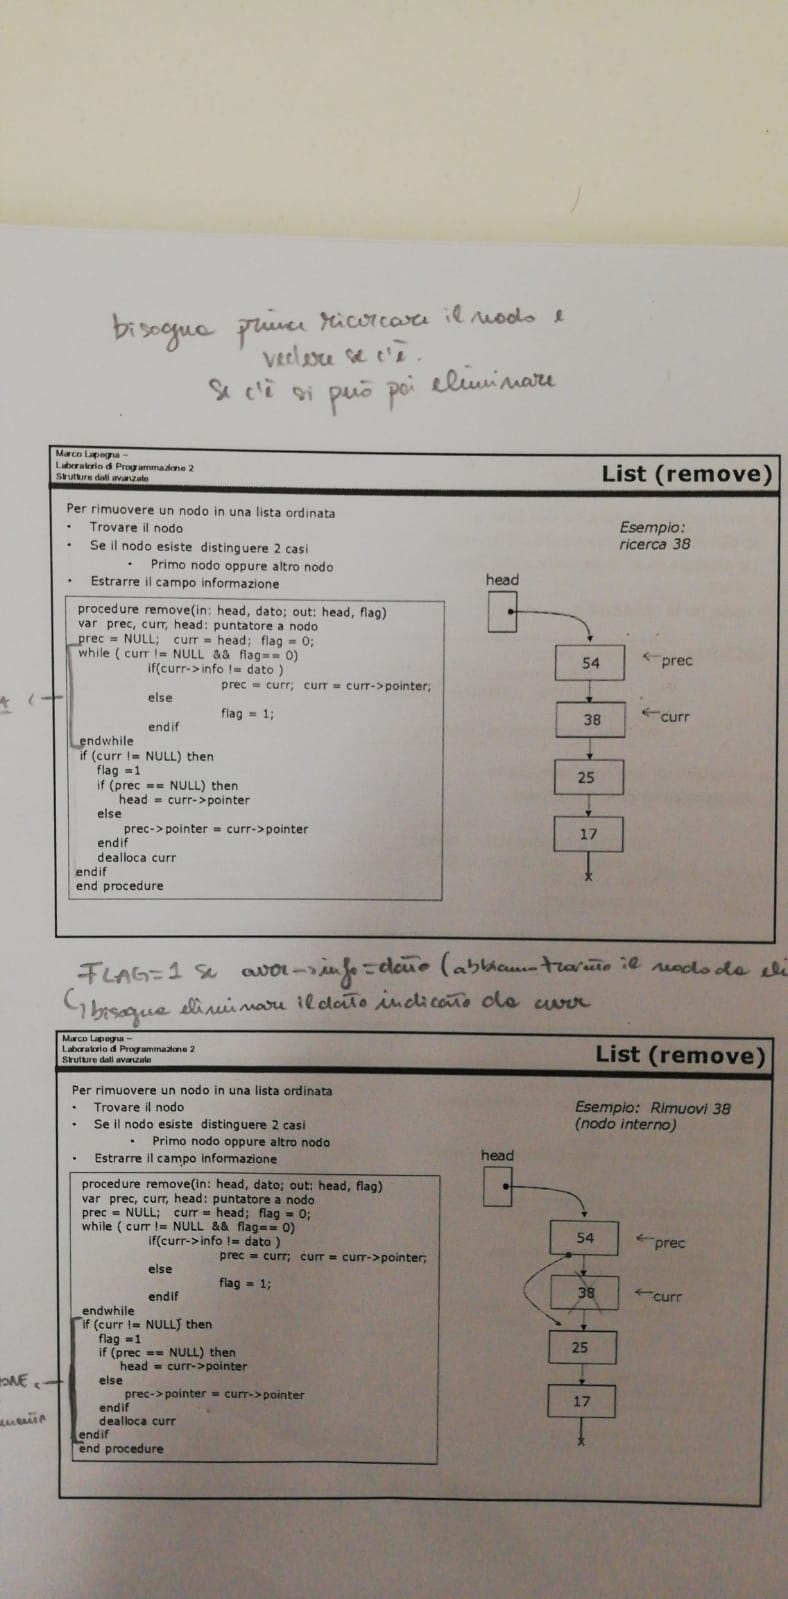 bisogna prima ricercare il nodo e
vedere se c'è.
Se c'è si può poi eliminare
Marco Lapegna –
Laboratorio di Programmazione 2
Strutture dati avanzate
List (remove)
Per rimuovere un nodo in una lista ordinata
• Trovare il nodo
• Se il nodo esiste distinguere 2 casi
• Primo nodo oppure altro nodo
• Estrarre il campo informazione
procedure remove(in: head, dato; out: head, flag)
var prec, curr, head: puntatore a nodo
prec = NULL; curr = head; flag = 0;
while ( curr != NULL && flag== 0)
if(curr->info != dato )
prec = curr; curr = curr->pointer;
else
flag = 1;
endif
endwhile
if (curr != NULL) then
flag =1
if (prec == NULL) then
head = curr->pointer
else
prec->pointer = curr->pointer
endif
dealloca curr
endif
end procedure
Esempio:
ricerca 38
head
54 prec
38 curr
25
17
FLAG=1 se curr->info=dato (abbiamo trovato il nodo da eli
bisogna eliminare il dato indicato da curr
Marco Lapegna –
Laboratorio di Programmazione 2
Strutture dati avanzate
List (remove)
Per rimuovere un nodo in una lista ordinata
• Trovare il nodo
• Se il nodo esiste distinguere 2 casi
• Primo nodo oppure altro nodo
• Estrarre il campo informazione
procedure remove(in: head, dato; out: head, flag)
var prec, curr, head: puntatore a nodo
prec = NULL; curr = head; flag = 0;
while ( curr != NULL && flag== 0)
if(curr->info != dato )
prec = curr; curr = curr->pointer;
else
flag = 1;
endif
endwhile
if (curr != NULL) then
flag =1
if (prec == NULL) then
head = curr->pointer
else
prec->pointer = curr->pointer
endif
dealloca curr
endif
end procedure
Esempio: Rimuovi 38
(nodo interno)
head
54 prec
38 curr
25
17